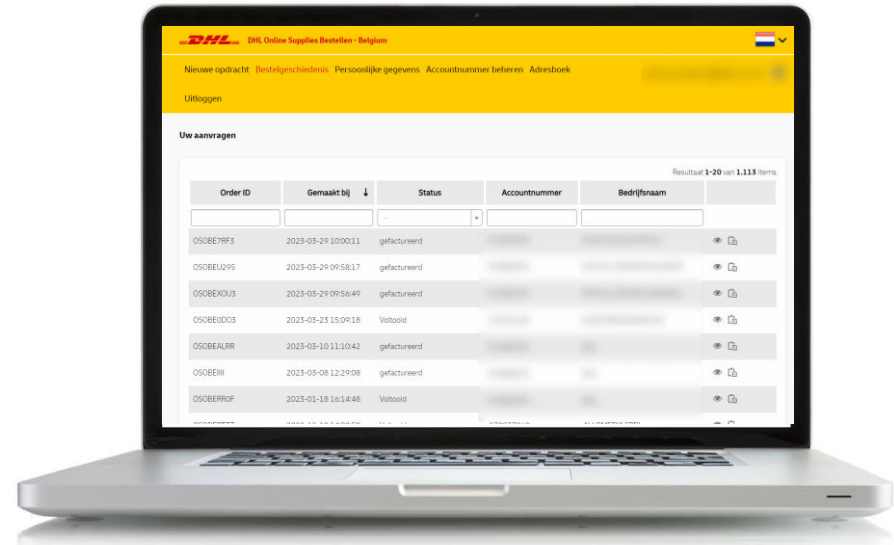 DHL DHL Online Supplies Bestellen - Belgium
Nieuwe opdracht Bestelgeschiedenis Persoonlijke gegevens Accountnummer beheren Adresboek
Uitloggen
Uw aanvragen
Resultaat 1-20 van 1.113 items.
Order ID Gemaakt bij ↓ Status Accountnummer Bedrijfsnaam
-
OSOBE7RF3 2023-03-29 10:00:11 gefactureerd
OSOBEU29S 2023-03-29 09:58:17 gefactureerd
OSOBEX0U3 2023-03-29 09:56:49 gefactureerd
2023-03-23 15:09:18 Voltooid
OSOBEALRR 2023-03-10 11:10:42 gefactureerd
2023-03-08 12:29:08 gefactureerd
OSOBERR0F 2023-01-18 16:14:48 Voltooid